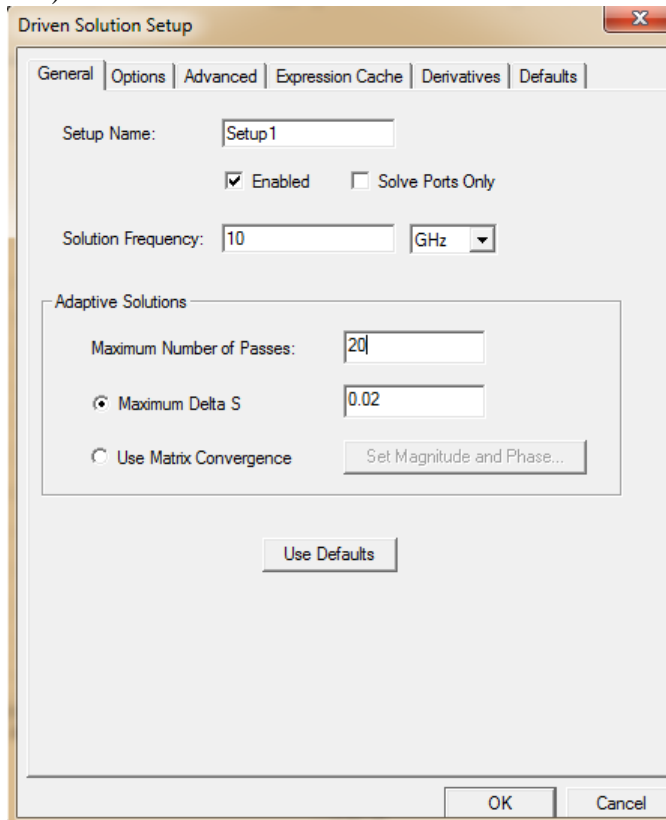 Driven Solution Setup
General Options Advanced Expression Cache Derivatives Defaults
Setup Name: Setup1
Enabled Solve Ports Only
Solution Frequency: 10 GHz
Adaptive Solutions
Maximum Number of Passes: 20
Maximum Delta S 0.02
Use Matrix Convergence Set Magnitude and Phase...
Use Defaults
OK Cancel